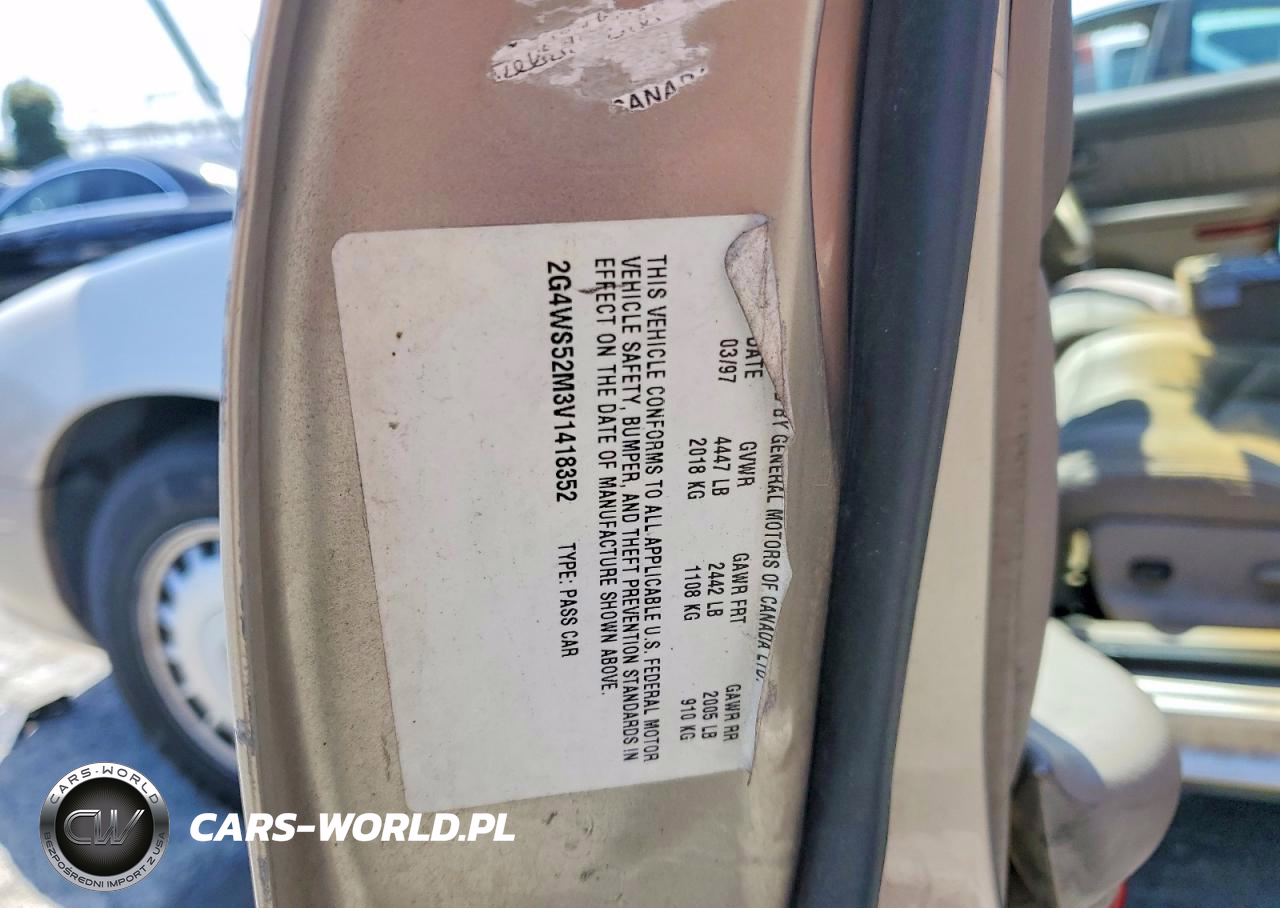 CANAD
BY GENERAL MOTORS OF CANADA LTD.
DATE GVWR GAWR FRT GAWR RR
03/97 4447 LB 2442 LB 2005 LB
2018 KG 1108 KG 910 KG
THIS VEHICLE CONFORMS TO ALL APPLICABLE U.S. FEDERAL MOTOR
VEHICLE SAFETY, BUMPER, AND THEFT PREVENTION STANDARDS IN
EFFECT ON THE DATE OF MANUFACTURE SHOWN ABOVE.
2G4WS52M3V1418352 TYPE: PASS CAR
CARS-WORLD
CW
BEZPOŚREDNI IMPORT Z USA
CARS-WORLD.PL